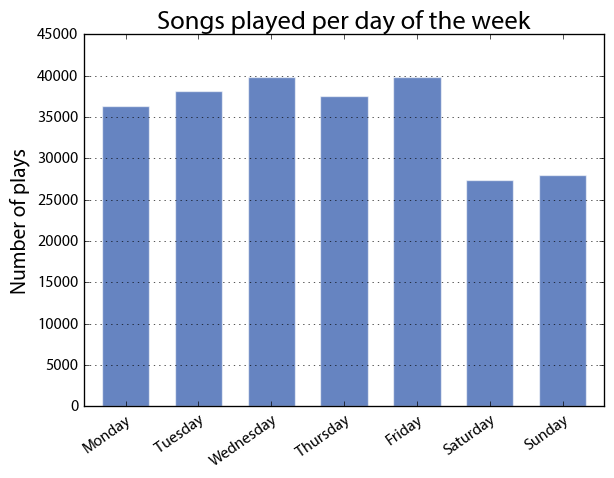 Songs played per day of the week
Number of plays
45000
40000
35000
30000
25000
20000
15000
10000
5000
0
Monday
Tuesday
Wednesday
Thursday
Friday
Saturday
Sunday